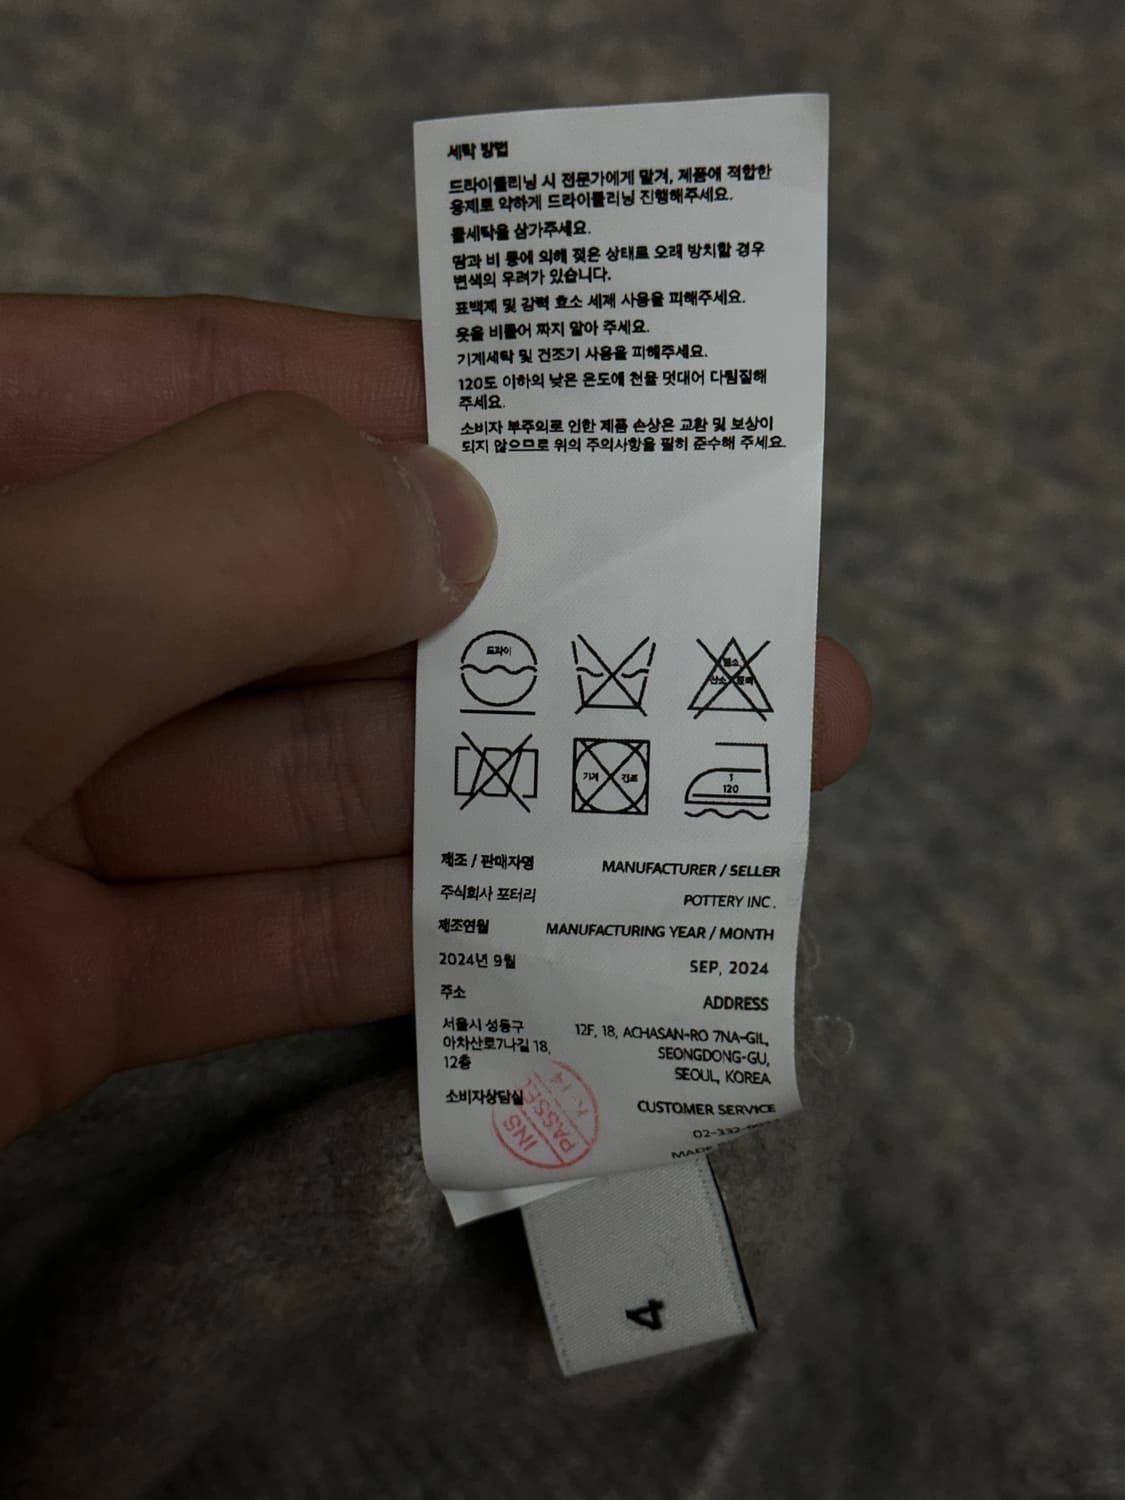 세탁 방법
드라이클리닝 시 전문가에게 맡겨, 제품에 적합한
용제로 약하게 드라이클리닝 진행해주세요.
물세탁을 삼가주세요.
땀과 비 등에 의해 젖은 상태로 오래 방치할 경우
변색의 우려가 있습니다.
표백제 및 강력 효소 세제 사용을 피해주세요.
옷을 비틀어 짜지 말아 주세요.
기계세탁 및 건조기 사용을 피해주세요.
120도 이하의 낮은 온도에 천을 덧대어 다림질해
주세요.
소비자 부주의로 인한 제품 손상은 교환 및 보상이
되지 않으므로 위의 주의사항을 필히 준수해 주세요.
드라이
염소
산소 표백
기계 건조
1
120
제조 / 판매자명 MANUFACTURER / SELLER
주식회사 포터리 POTTERY INC.
제조연월 MANUFACTURING YEAR / MONTH
2024년 9월 SEP, 2024
주소 ADDRESS
서울시 성동구
아차산로7나길 18,
12층
12F, 18, ACHASAN-RO 7NA-GIL,
SEONGDONG-GU,
SEOUL, KOREA
소비자상담실 CUSTOMER SERVICE
02-332-
INS
PASSED
4